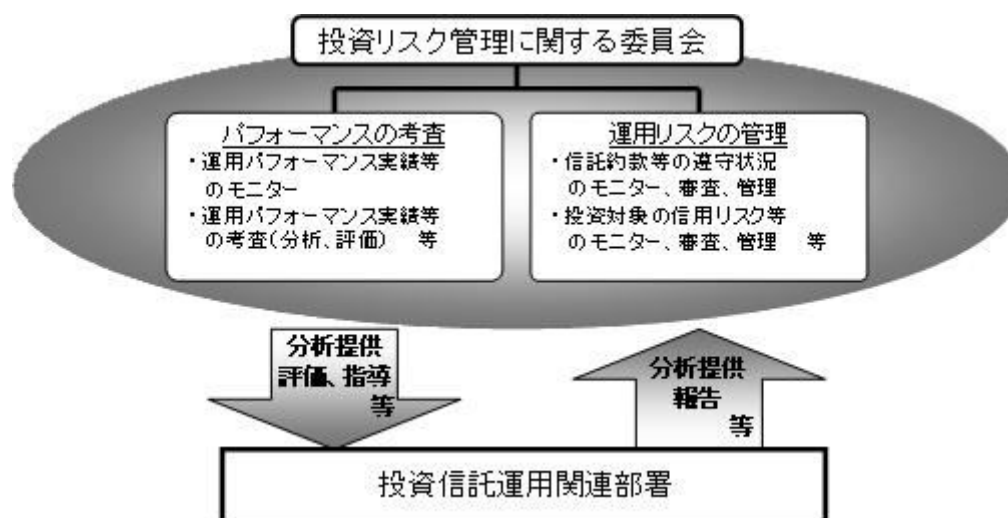 投資リスク管理に関する委員会
パフォーマンスの考査
・運用パフォーマンス実績等
のモニター
・運用パフォーマンス実績等
の考査(分析、評価) 等
運用リスクの管理
・信託約款等の遵守状況
のモニター、審査、管理
・投資対象の信用リスク等
のモニター、審査、管理 等
分析提供
評価、指導
等
分析提供
報告
等
投資信託運用関連部署